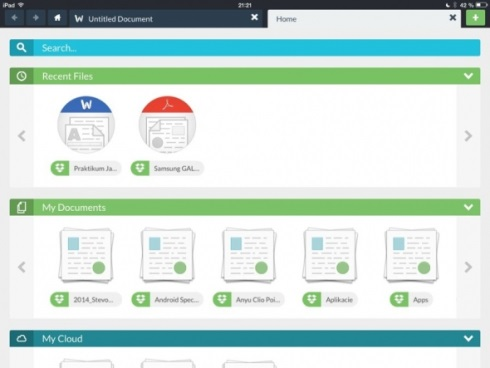 iPad 21:21 42 %
W Untitled Document Home
Search...
Recent Files
W
A
Praktikum Ja... Samsung GAL...
My Documents
2014_Stevo... Android Spec... Anyu Clio Poi... Aplikacie Apps
My Cloud